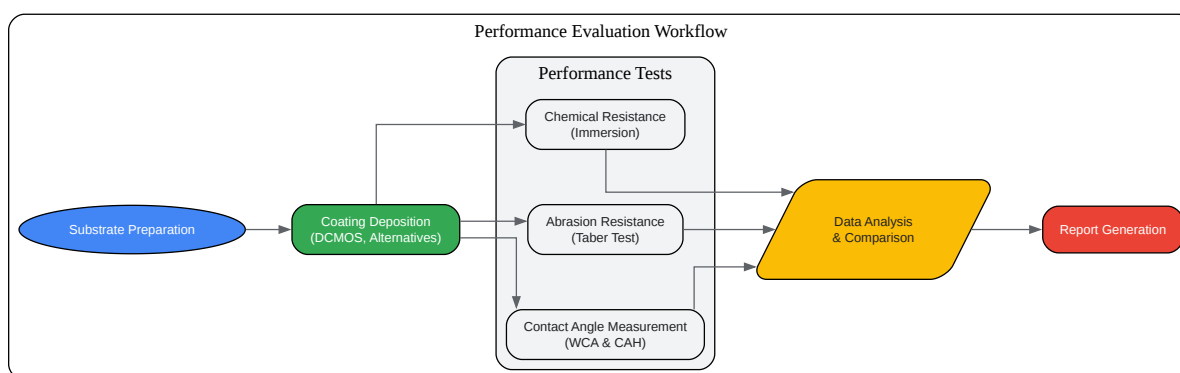 Performance Evaluation Workflow
Performance Tests
Chemical Resistance
(Immersion)
Substrate Preparation
Coating Deposition
(DCMOS, Alternatives)
Abrasion Resistance
(Taber Test)
Data Analysis
& Comparison
Report Generation
Contact Angle Measurement
(WCA & CAH)